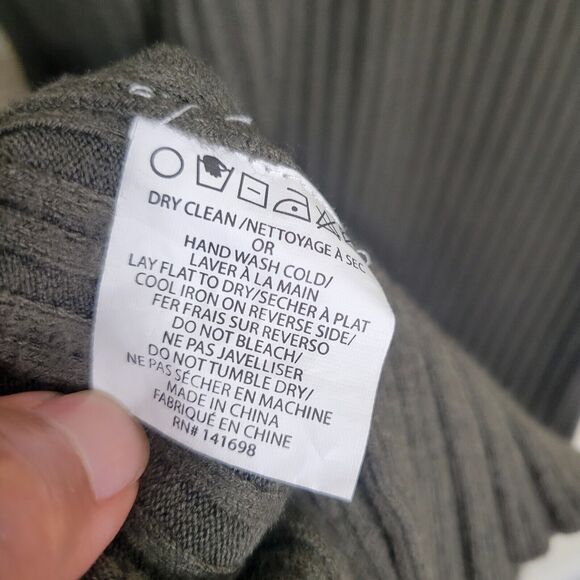 DRY CLEAN /NETTOYAGE À SEC
OR
HAND WASH COLD/
LAVER À LA MAIN
LAY FLAT TO DRY/SÉCHER À PLAT
COOL IRON ON REVERSE SIDE/
FER FRAIS SUR REVERSO
DO NOT BLEACH/
NE PAS JAVELLISER
DO NOT TUMBLE DRY/
NE PAS SÉCHER EN MACHINE
MADE IN CHINA
FABRIQUÉ EN CHINE
RN# 141698